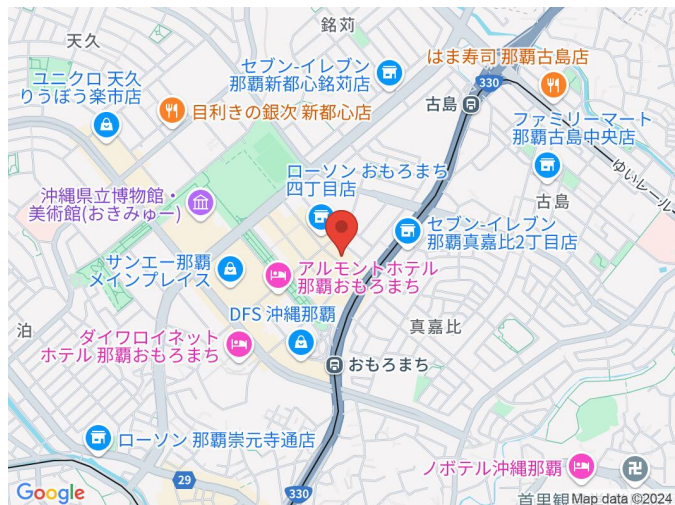 銘苅
天久
セブン-イレブン
那覇新都心銘苅店
はま寿司 那覇古島店
330
ユニクロ 天久
りうぼう楽市店
目利きの銀次 新都心店
古島
ファミリーマート
那覇古島中央店
ゆいレール
ローソン おもろまち
四丁目店
沖縄県立博物館・
美術館(おきみゅー)
古島
セブン-イレブン
那覇真嘉比2丁目店
サンエー那覇
メインプレイス
アルモントホテル
那覇おもろまち
DFS 沖縄那覇
泊
真嘉比
ダイワロイネット
ホテル 那覇おもろまち
おもろまち
ローソン 那覇崇元寺通店
ノボテル沖縄那覇
29
330
首里観
Google
Map data ©2024